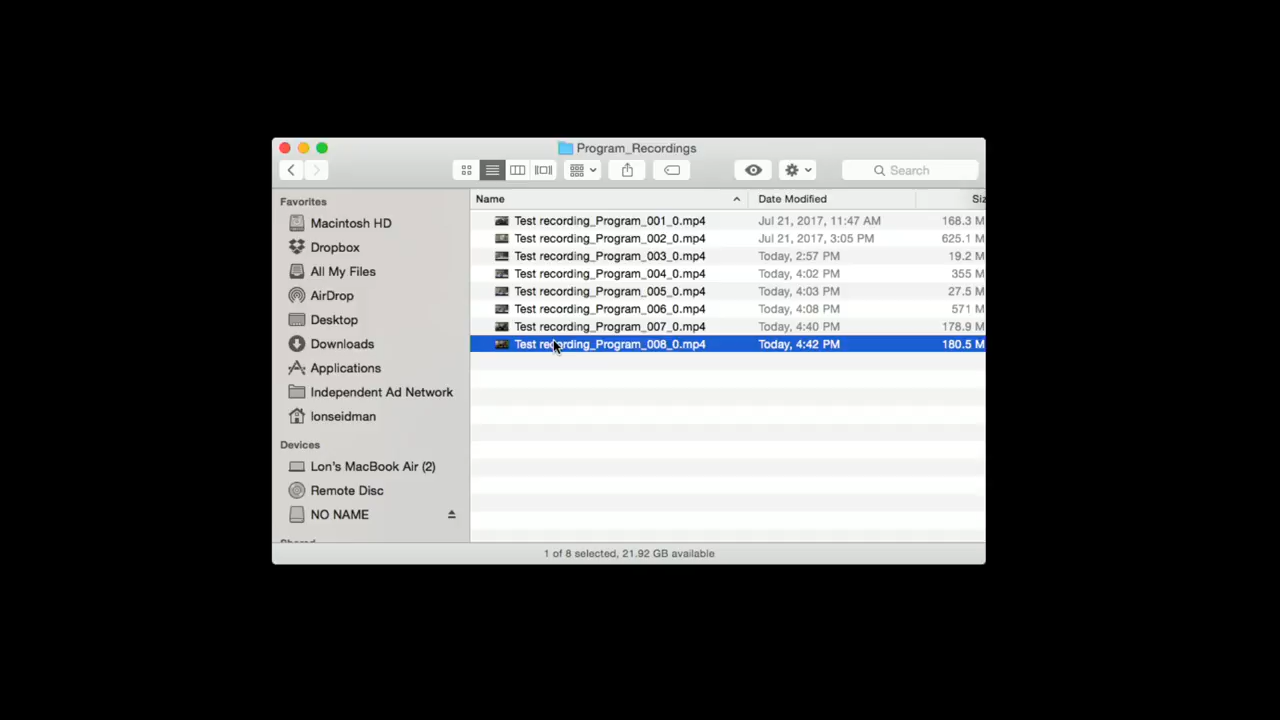 Program_Recordings
Search
Favorites
Macintosh HD
Dropbox
All My Files
AirDrop
Desktop
Downloads
Applications
Independent Ad Network
lonseidman
Devices
Lon's MacBook Air (2)
Remote Disc
NO NAME
Shared
Name Date Modified Siz
Test recording_Program_001_0.mp4 Jul 21, 2017, 11:47 AM 168.3 M
Test recording_Program_002_0.mp4 Jul 21, 2017, 3:05 PM 625.1 M
Test recording_Program_003_0.mp4 Today, 2:57 PM 19.2 M
Test recording_Program_004_0.mp4 Today, 4:02 PM 355 M
Test recording_Program_005_0.mp4 Today, 4:03 PM 27.5 M
Test recording_Program_006_0.mp4 Today, 4:08 PM 571 M
Test recording_Program_007_0.mp4 Today, 4:40 PM 178.9 M
Test recording_Program_008_0.mp4 Today, 4:42 PM 180.5 M
1 of 8 selected, 21.92 GB available